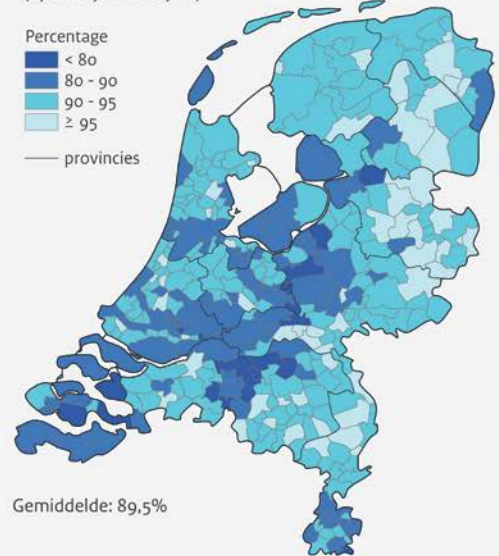 Percentage
< 80
80 - 90
90 - 95
≥ 95
provincies
Gemiddelde: 89,5%